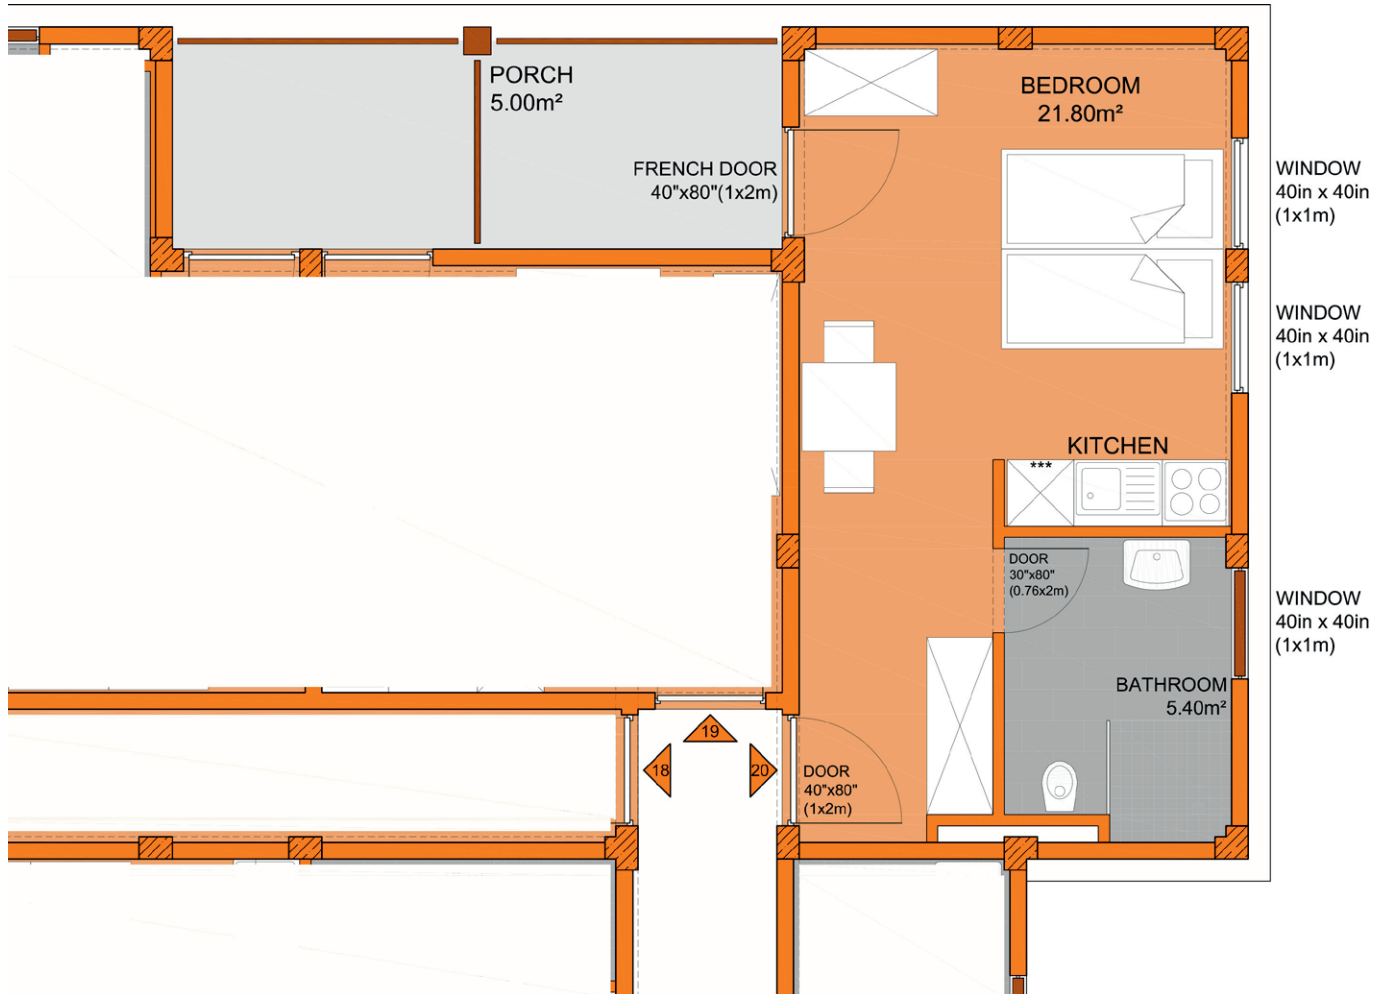 PORCH
5.00m²
BEDROOM
21.80m²
FRENCH DOOR
40"x80"(1x2m)
WINDOW
40in x 40in
(1x1m)
WINDOW
40in x 40in
(1x1m)
KITCHEN
***
DOOR
30"x80"
(0.76x2m)
WINDOW
40in x 40in
(1x1m)
BATHROOM
5.40m²
19
18
20
DOOR
40"x80"
(1x2m)